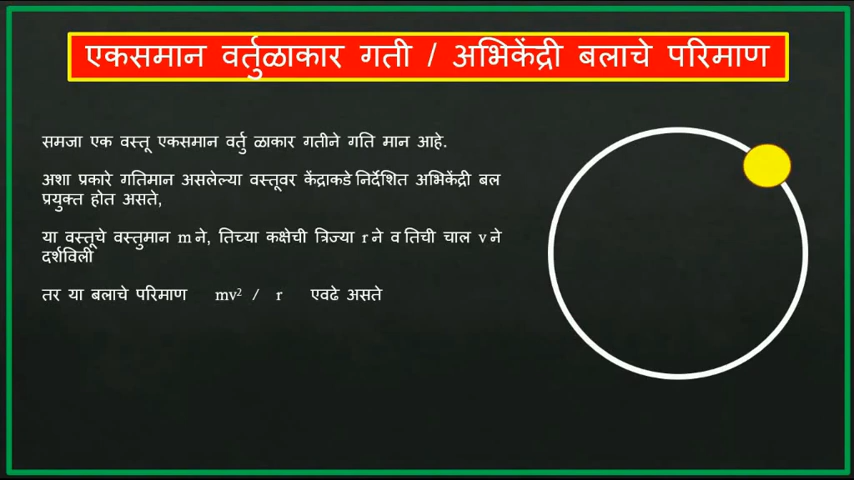 एकसमान वर्तुळाकार गती / अभिकेंद्री बलाचे परिमाण
समजा एक वस्तू एकसमान वर्तु ळाकार गतीने गति मान आहे.
अशा प्रकारे गतिमान असलेल्या वस्तूवर केंद्राकडे निर्देशित अभिकेंद्री बल
प्रयुक्त होत असते,
या वस्तूचे वस्तुमान m ने, तिच्या कक्षेची त्रिज्या r ने व तिची चाल v ने
दर्शविली
तर या बलाचे परिमाण mv² / r एवढे असते